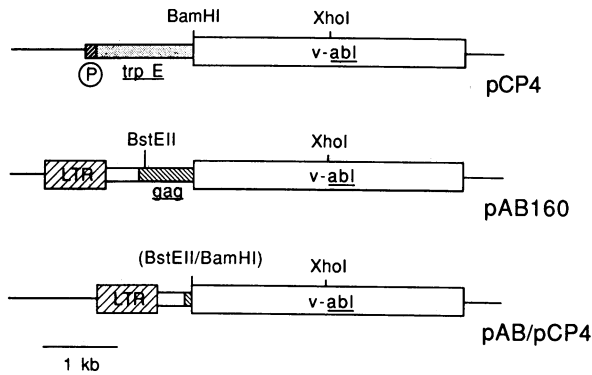 BamHI
XhoI
v-abl
P
trp E
pCP4
BstEII
XhoI
LTR
gag
v-abl
pAB160
(BstEII/BamHI)
XhoI
LTR
v-abl
pAB/pCP4
1 kb